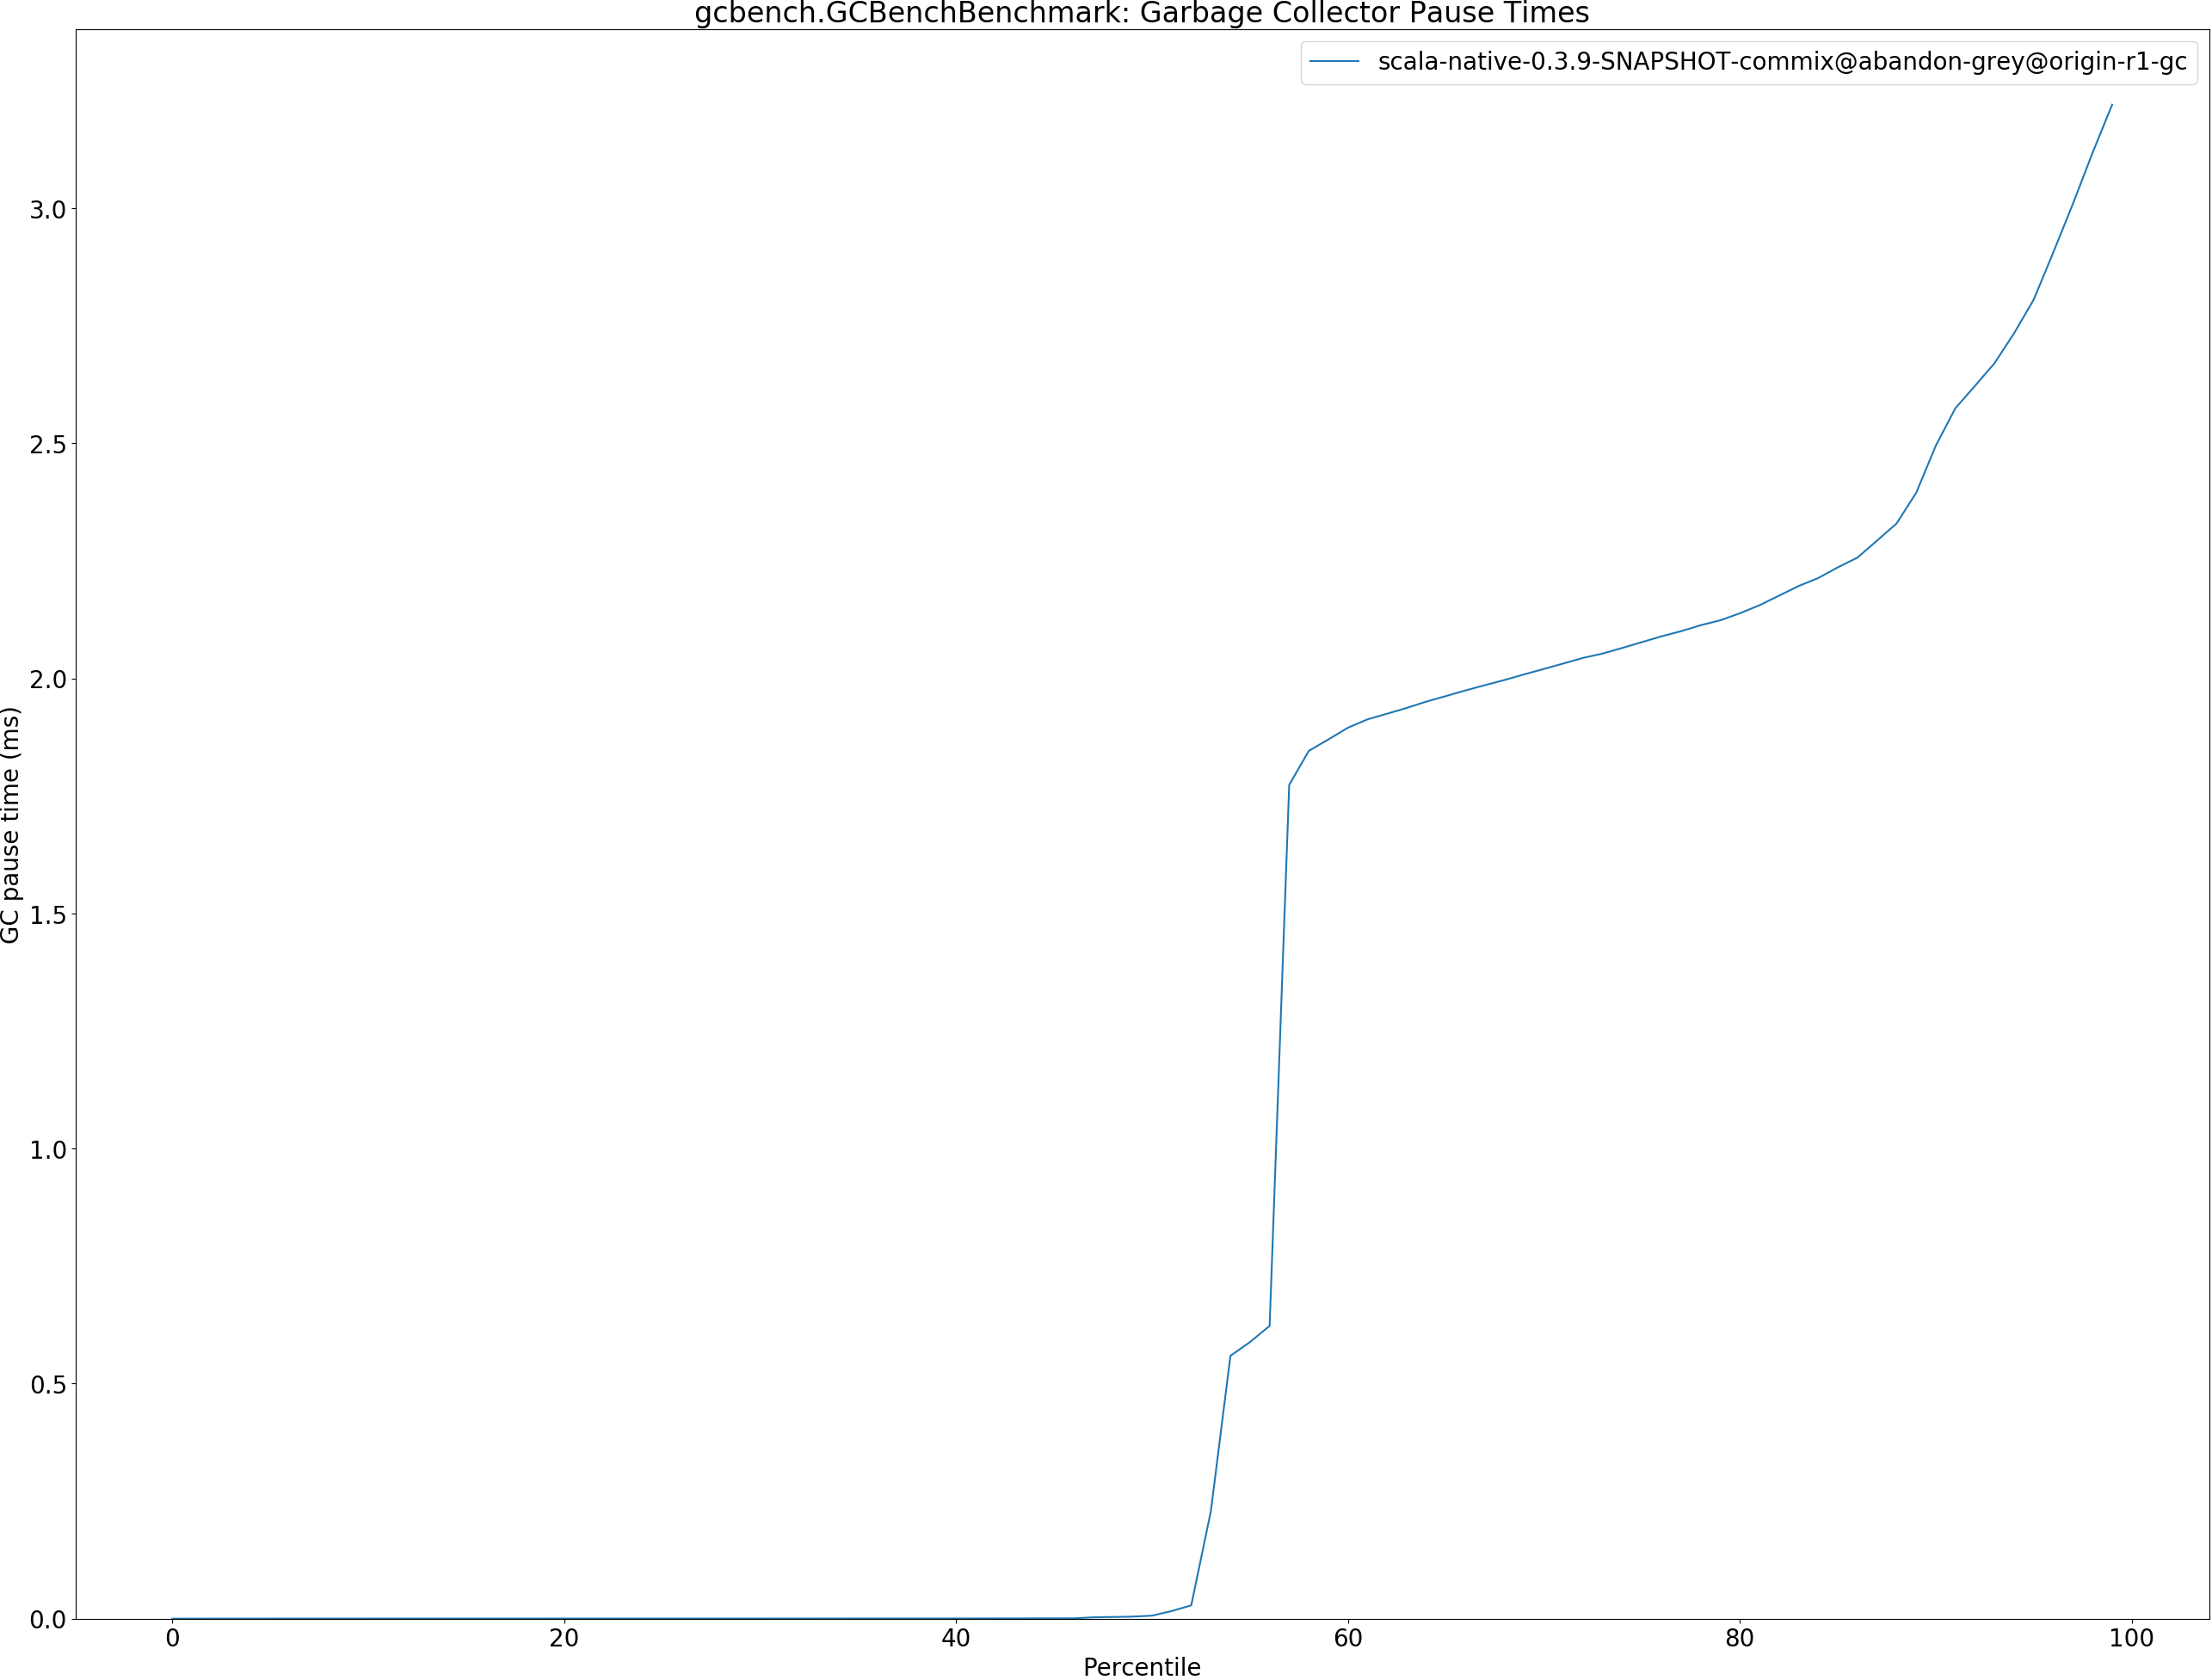 gcbench.GCBenchBenchmark: Garbage Collector Pause Times
scala-native-0.3.9-SNAPSHOT-commix@abandon-grey@origin-r1-gc
GC pause time (ms)
3.0
2.5
2.0
1.5
1.0
0.5
0.0
0 20 40 60 80 100
Percentile